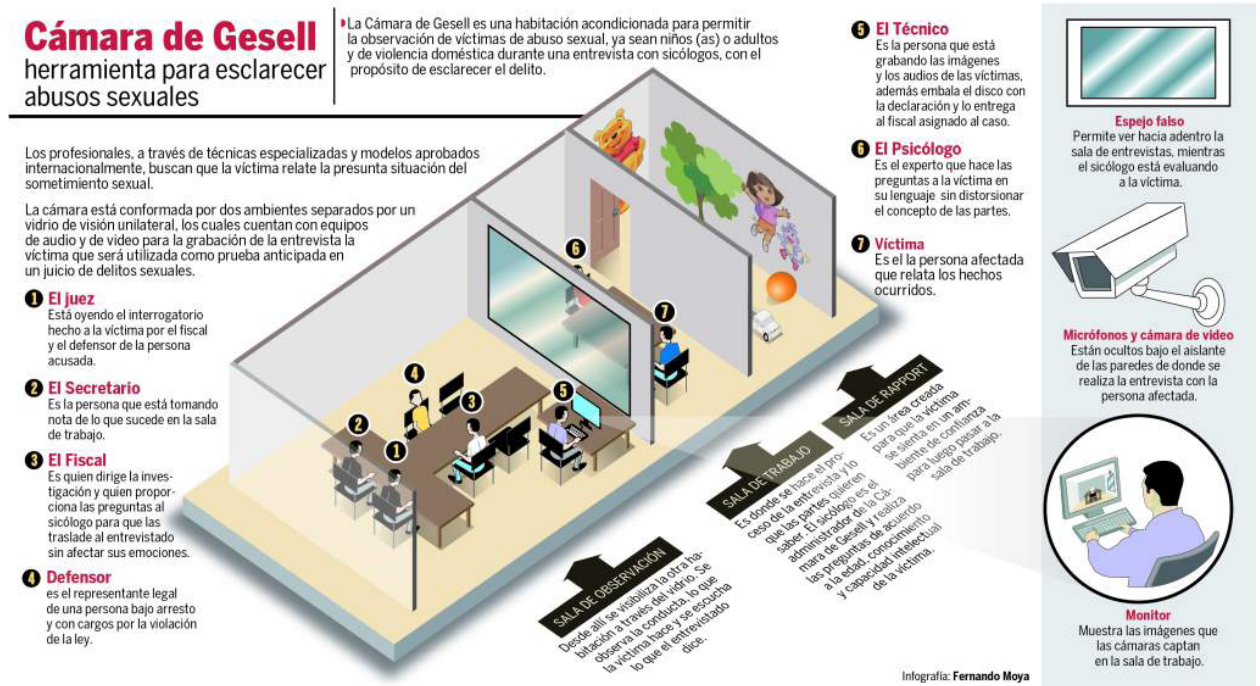 Cámara de Gesell
herramienta para esclarecer
abusos sexuales
La Cámara de Gesell es una habitación acondicionada para permitir
la observación de víctimas de abuso sexual, ya sean niños (as) o adultos
y de violencia doméstica durante una entrevista con sicólogos, con el
propósito de esclarecer el delito.
Los profesionales, a través de técnicas especializadas y modelos aprobados
internacionalmente, buscan que la víctima relate la presunta situación del
sometimiento sexual.
La cámara está conformada por dos ambientes separados por un
vidrio de visión unilateral, los cuales cuentan con equipos
de audio y de video para la grabación de la entrevista la
víctima que será utilizada como prueba anticipada en
un juicio de delitos sexuales.
1 El juez
Está oyendo el interrogatorio
hecho a la víctima por el fiscal
y el defensor de la persona
acusada.
2 El Secretario
Es la persona que está tomando
nota de lo que sucede en la sala
de trabajo.
3 El Fiscal
Es quien dirige la inves-
tigación y quien propor-
ciona las preguntas al
sicólogo para que las
traslade al entrevistado
sin afectar sus emociones.
4 Defensor
es el representante legal
de una persona bajo arresto
y con cargos por la violación
de la ley.
6
7
4
3
5
2
1
SALA DE OBSERVACIÓN
Desde allí se visibiliza la otra ha-
bitación a través del vidrio. Se
observa la conducta, lo que
la víctima hace y se escucha
lo que el entrevistado
dice.
SALA DE TRABAJO
Es donde se hace el pro-
ceso de la entrevista y lo
que las partes quieren
saber. El sicólogo es el
administrador de la Cá-
mara de Gesell y realiza
las preguntas de acuerdo
a la edad, conocimiento
y capacidad intelectual
de la víctima.
SALA DE RAPPORT
Es un área creada
para que la víctima
se sienta en un am-
biente de confianza
para luego pasar a la
sala de trabajo.
5 El Técnico
Es la persona que está
grabando las imágenes
y los audios de las víctimas,
además embala el disco con
la declaración y lo entrega
al fiscal asignado al caso.
6 El Psicólogo
Es el experto que hace las
preguntas a la víctima en
su lenguaje sin distorsionar
el concepto de las partes.
7 Víctima
Es el la persona afectada
que relata los hechos
ocurridos.
Espejo falso
Permite ver hacia adentro la
sala de entrevistas, mientras
el sicólogo está evaluando
a la víctima.
Micrófonos y cámara de video
Están ocultos bajo el aislante
de las paredes de donde se
realiza la entrevista con la
persona afectada.
Monitor
Muestra las imágenes que
las cámaras captan
en la sala de trabajo.
Infografía: Fernando Moya